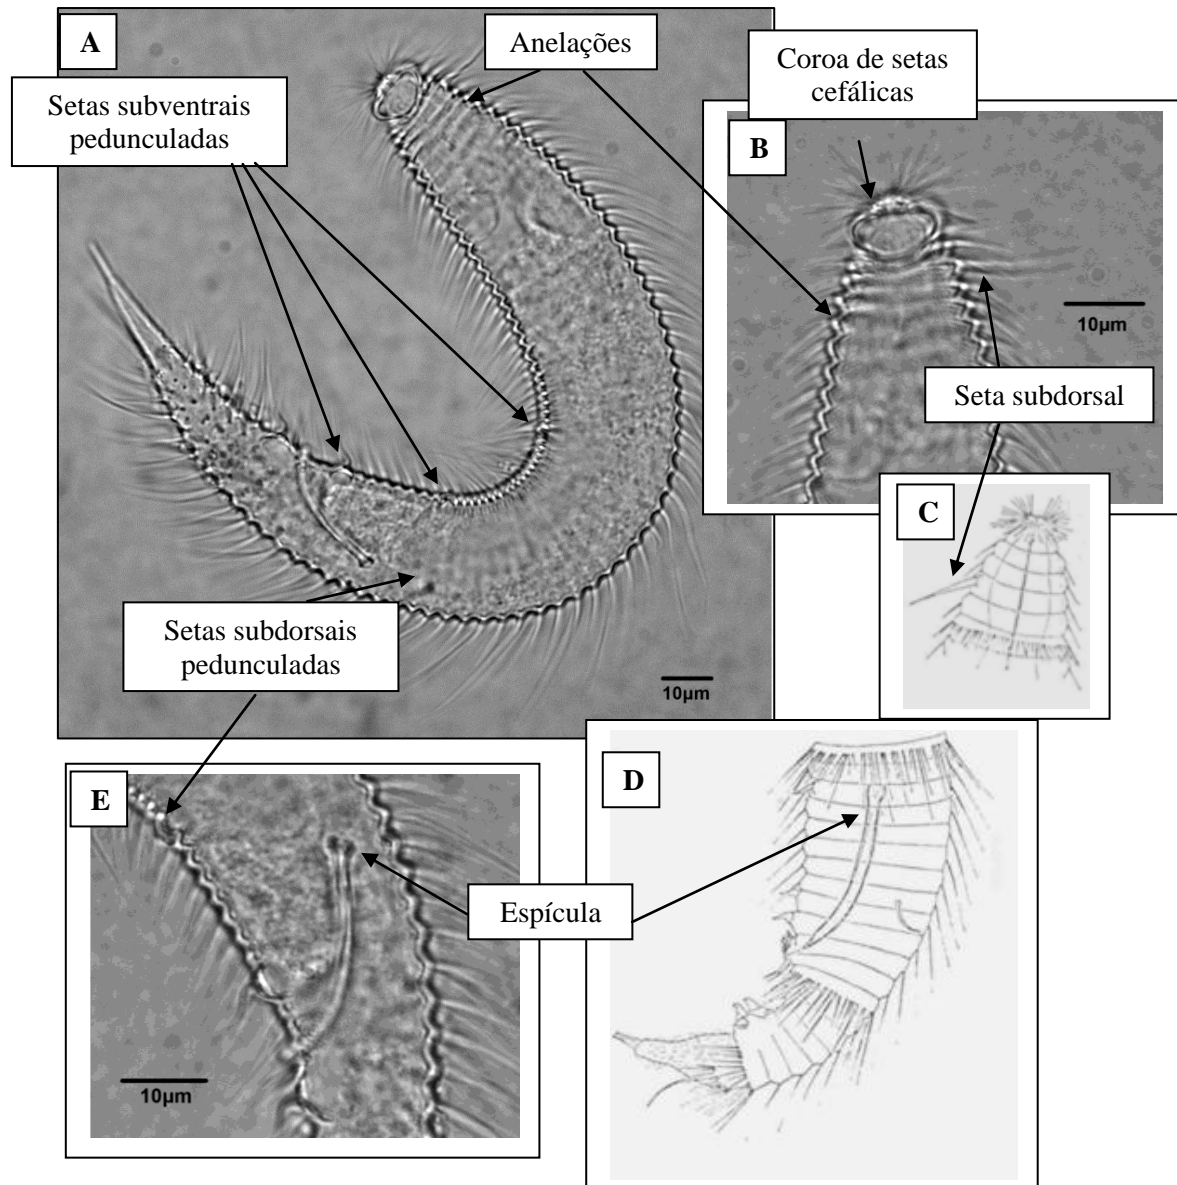 A
Anelações
Coroa de setas
cefálicas
Setas subventrais
pedunculadas
B
10µm
Seta subdorsal
C
Setas subdorsais
pedunculadas
10µm
E
D
Espícula
10µm